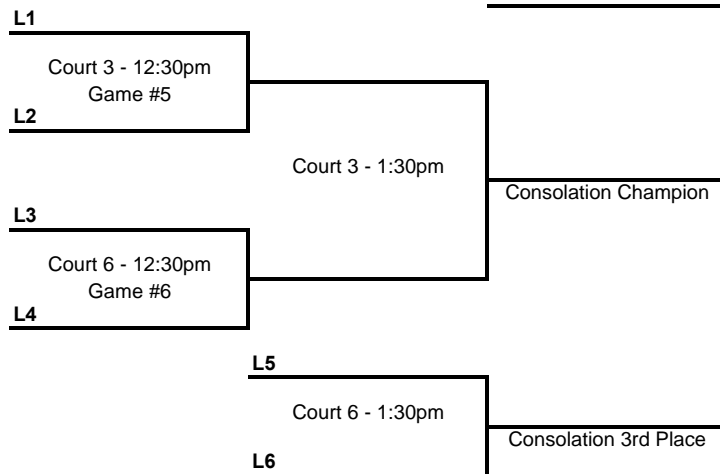 L1
Court 3 - 12:30pm
Game #5
L2
Court 3 - 1:30pm
Consolation Champion
L3
Court 6 - 12:30pm
Game #6
L4
L5
Court 6 - 1:30pm
Consolation 3rd Place
L6